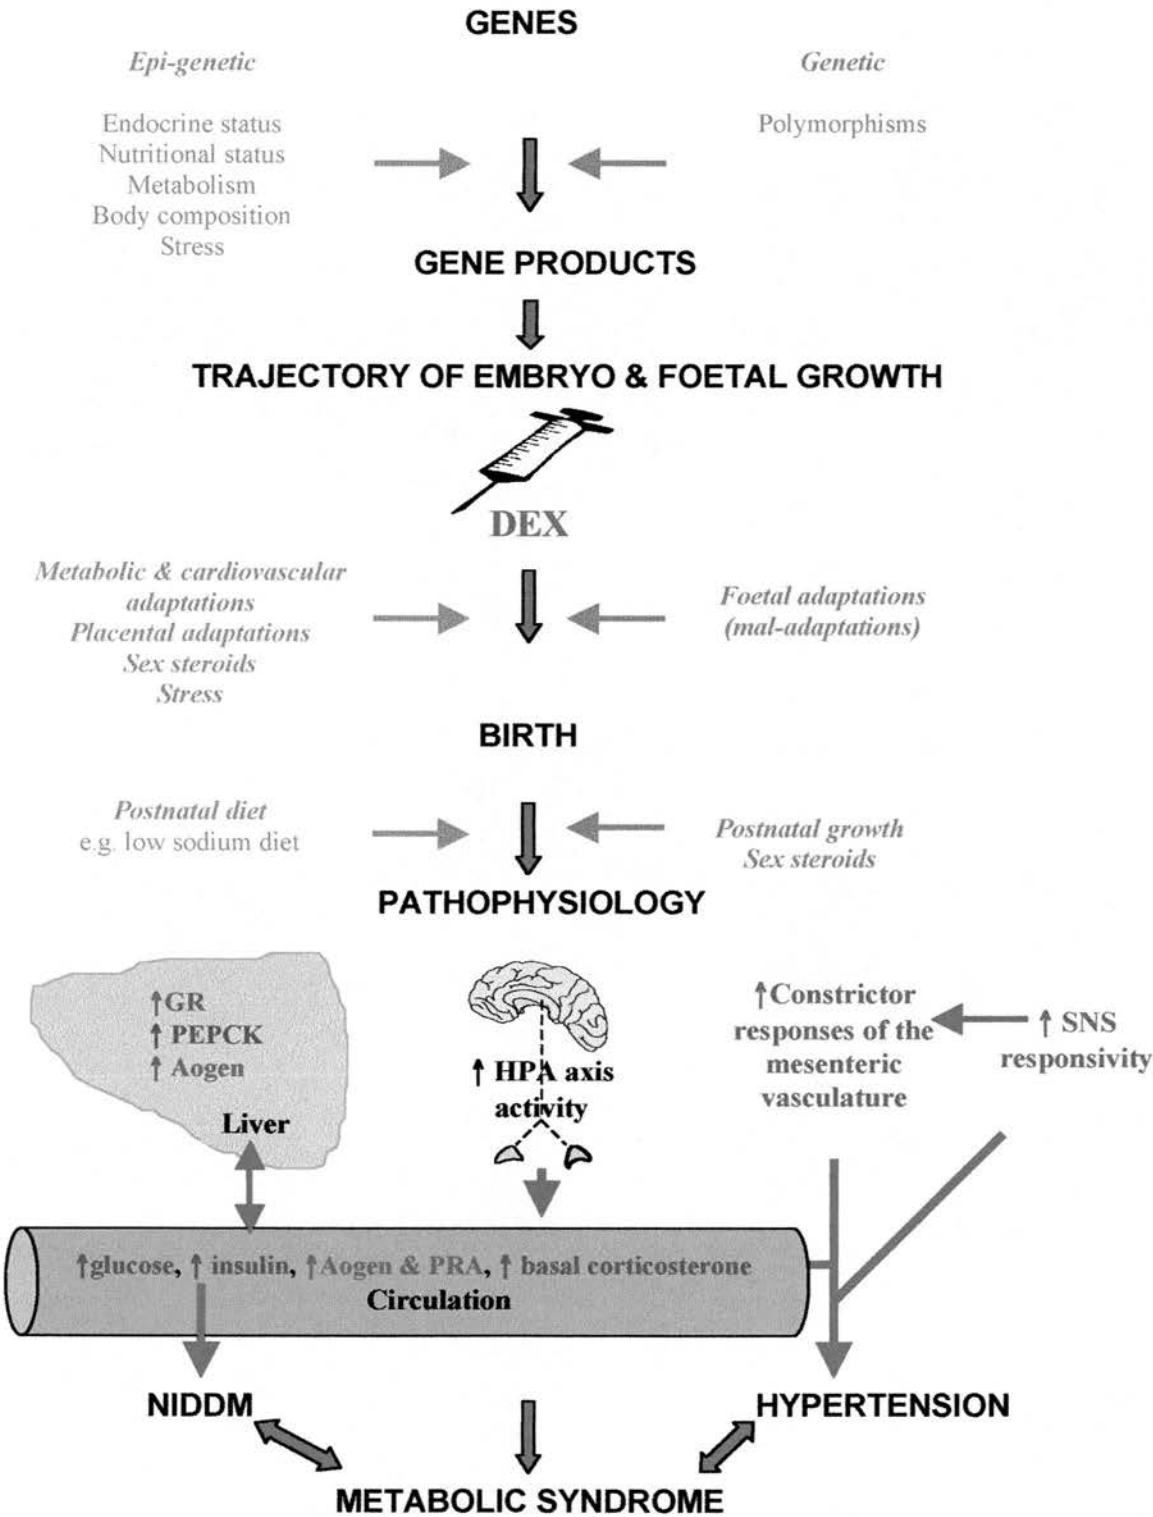 GENES
Epi-genetic
Genetic
Endocrine status
Nutritional status
Metabolism
Body composition
Stress
Polymorphisms
GENE PRODUCTS
TRAJECTORY OF EMBRYO & FOETAL GROWTH
DEX
Metabolic & cardiovascular
adaptations
Placental adaptations
Sex steroids
Stress
Foetal adaptations
(mal-adaptations)
BIRTH
Postnatal diet
e.g. low sodium diet
Postnatal growth
Sex steroids
PATHOPHYSIOLOGY
↑GR
↑ PEPCK
↑ Aogen
Liver
↑ HPA axis
activity
↑Constrictor
responses of the
mesenteric
vasculature
↑ SNS
responsivity
↑glucose, ↑ insulin, ↑Aogen & PRA, ↑ basal corticosterone
Circulation
NIDDM
HYPERTENSION
METABOLIC SYNDROME